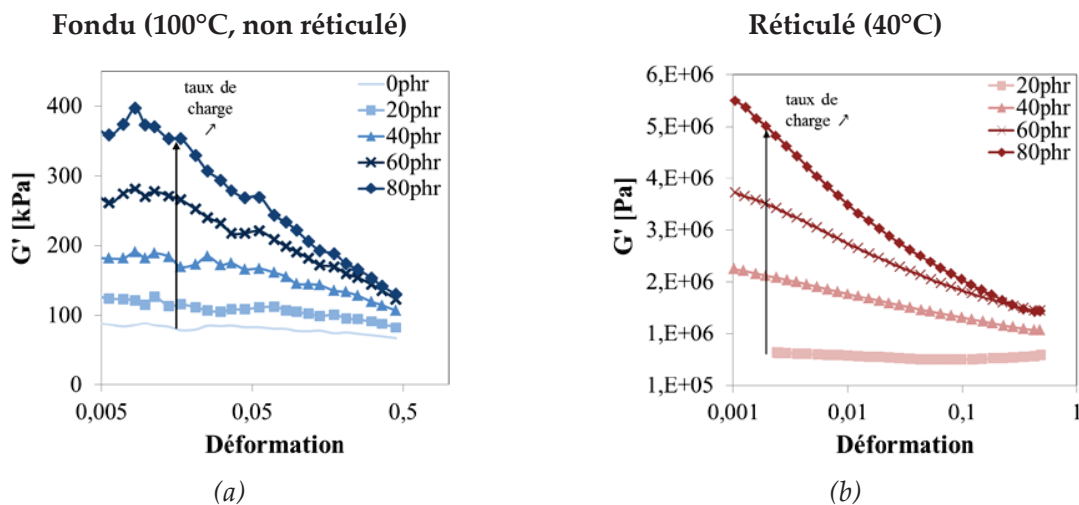 Fondu (100°C, non réticulé)
G' [kPa]
400
300
200
100
0
0,005
0,05
0,5
Déformation
taux de
charge ↗
0phr
20phr
40phr
60phr
80phr
(a)
Réticulé (40°C)
G' [Pa]
6,E+06
5,E+06
4,E+06
3,E+06
2,E+06
1,E+06
1,E+05
0,001
0,01
0,1
1
Déformation
taux de
charge ↗
20phr
40phr
60phr
80phr
(b)